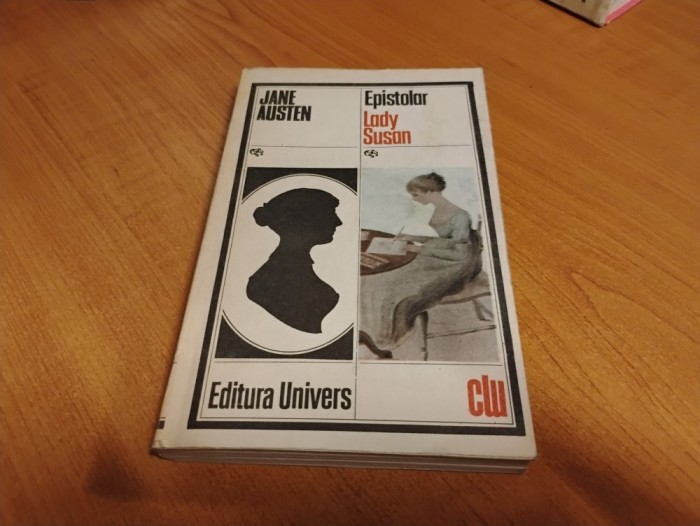 JANE
AUSTEN
Epistolar
Lady
Susan
Editura Univers
clu